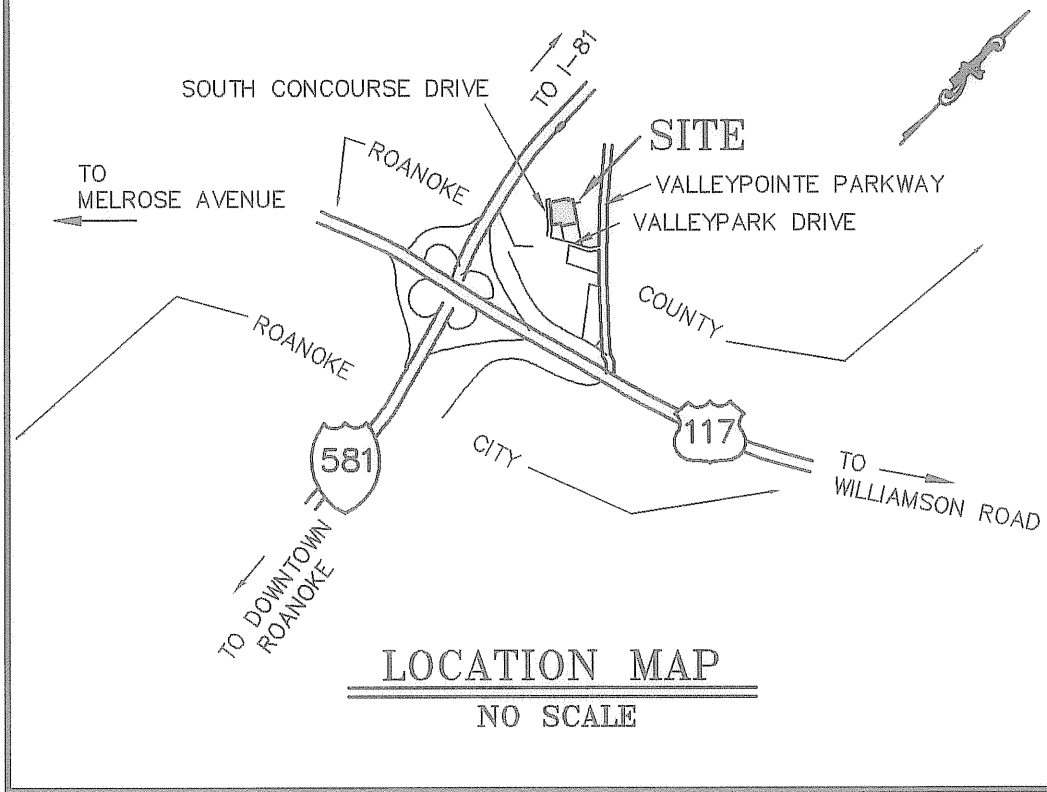 TO I-81
SOUTH CONCOURSE DRIVE
SITE
ROANOKE
TO
MELROSE AVENUE
VALLEYPOINTE PARKWAY
VALLEYPARK DRIVE
COUNTY
ROANOKE
117
CITY
581
TO
WILLIAMSON ROAD
TO DOWNTOWN
ROANOKE
LOCATION MAP
NO SCALE